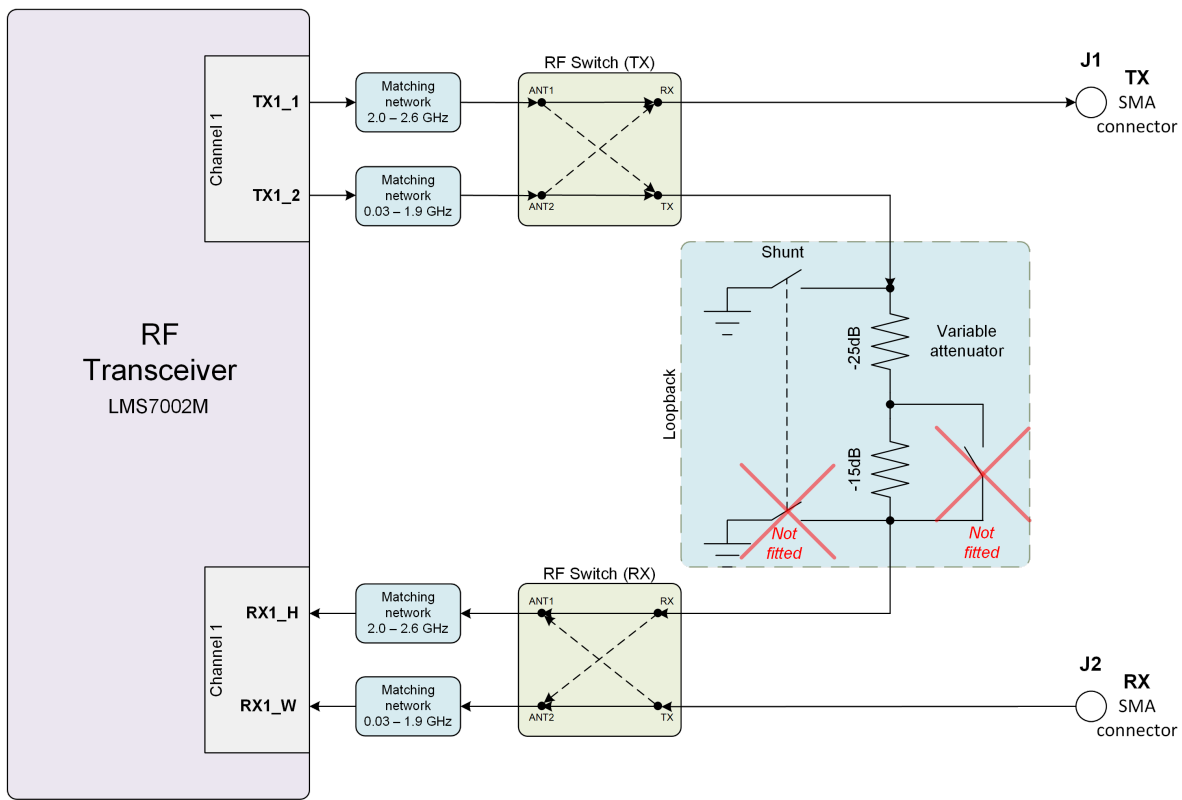 RF Switch (TX)
J1
TX
SMA
connector
Channel 1
TX1_1
TX1_2
Matching
network
2.0 – 2.6 GHz
Matching
network
0.03 – 1.9 GHz
ANT1
RX
ANT2
TX
RF
Transceiver
LMS7002M
Loopback
Shunt
-25dB
Variable
attenuator
-15dB
Not
fitted
Not
fitted
RF Switch (RX)
Channel 1
RX1_H
RX1_W
Matching
network
2.0 – 2.6 GHz
Matching
network
0.03 – 1.9 GHz
ANT1
RX
ANT2
TX
J2
RX
SMA
connector